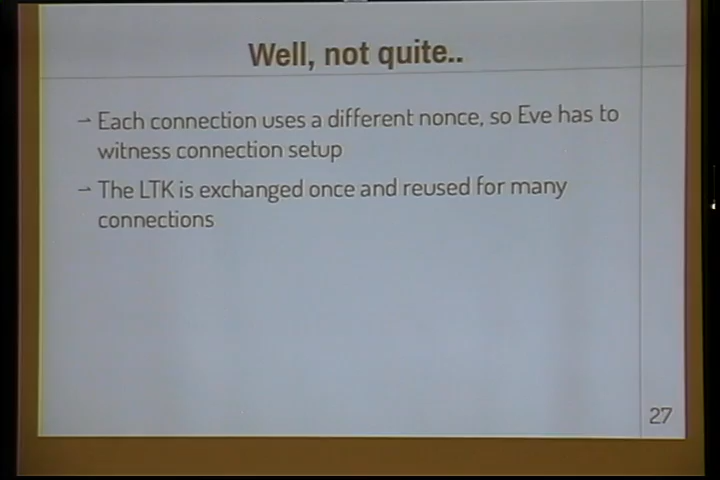 Well, not quite..
→ Each connection uses a different nonce, so Eve has to
witness connection setup
→ The LTK is exchanged once and reused for many
connections
27